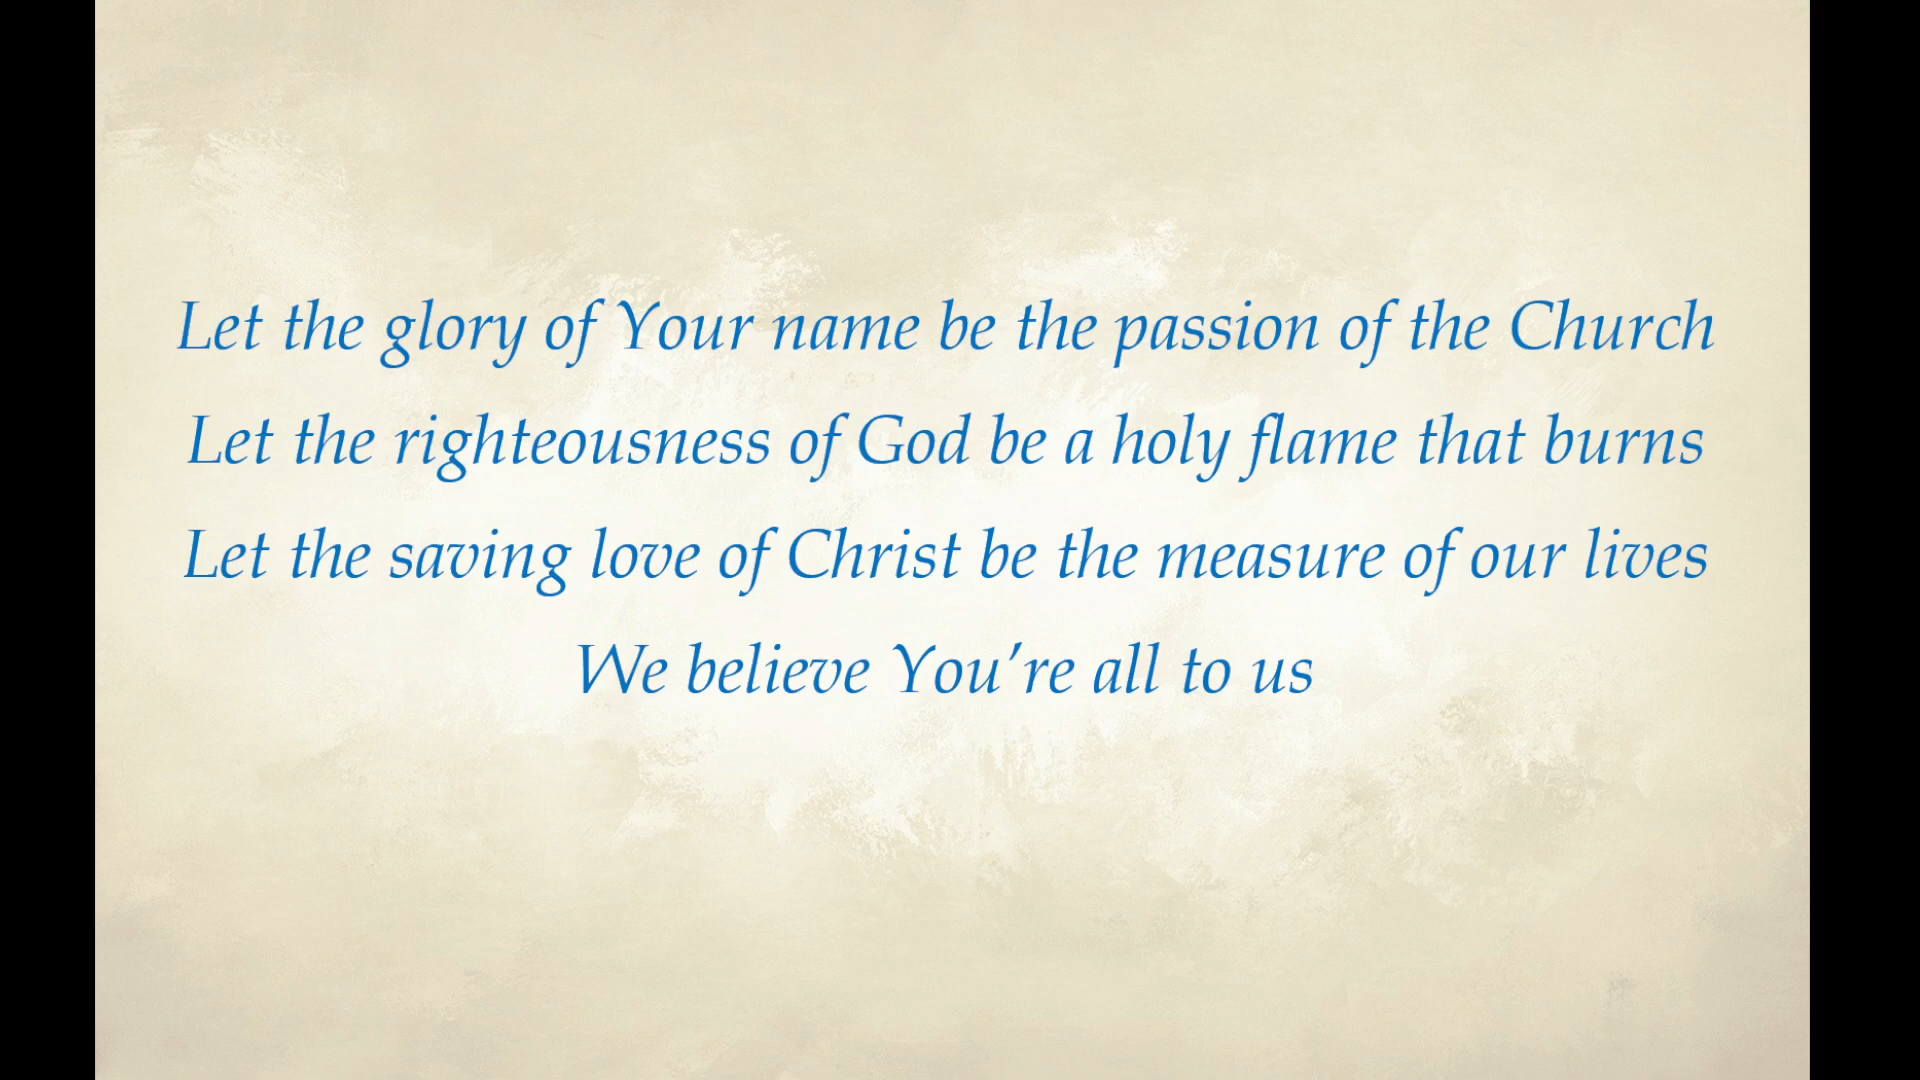 Let the glory of Your name be the passion of the Church
Let the righteousness of God be a holy flame that burns
Let the saving love of Christ be the measure of our lives
We believe You’re all to us